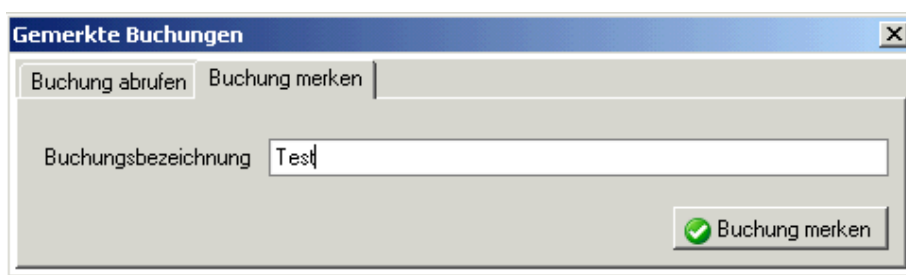 Gemerkte Buchungen
Buchung abrufen Buchung merken
Buchungsbezeichnung Test
Buchung merken